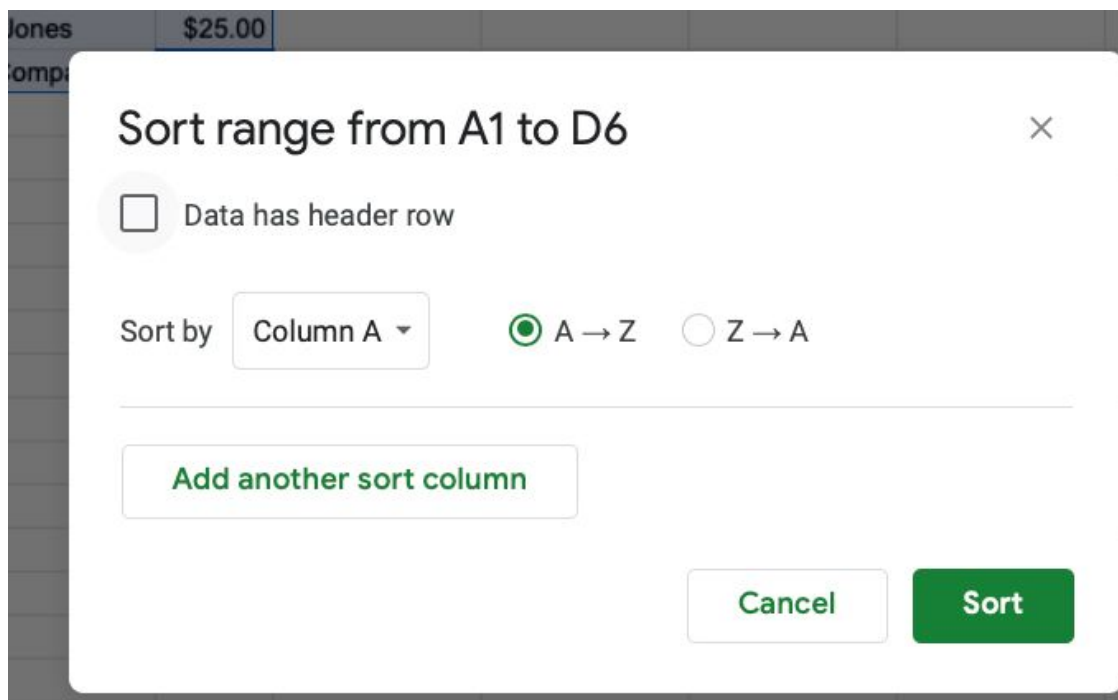 Jones $25.00
Sort range from A1 to D6
Data has header row
Sort by Column A A → Z Z → A
Add another sort column
Cancel Sort